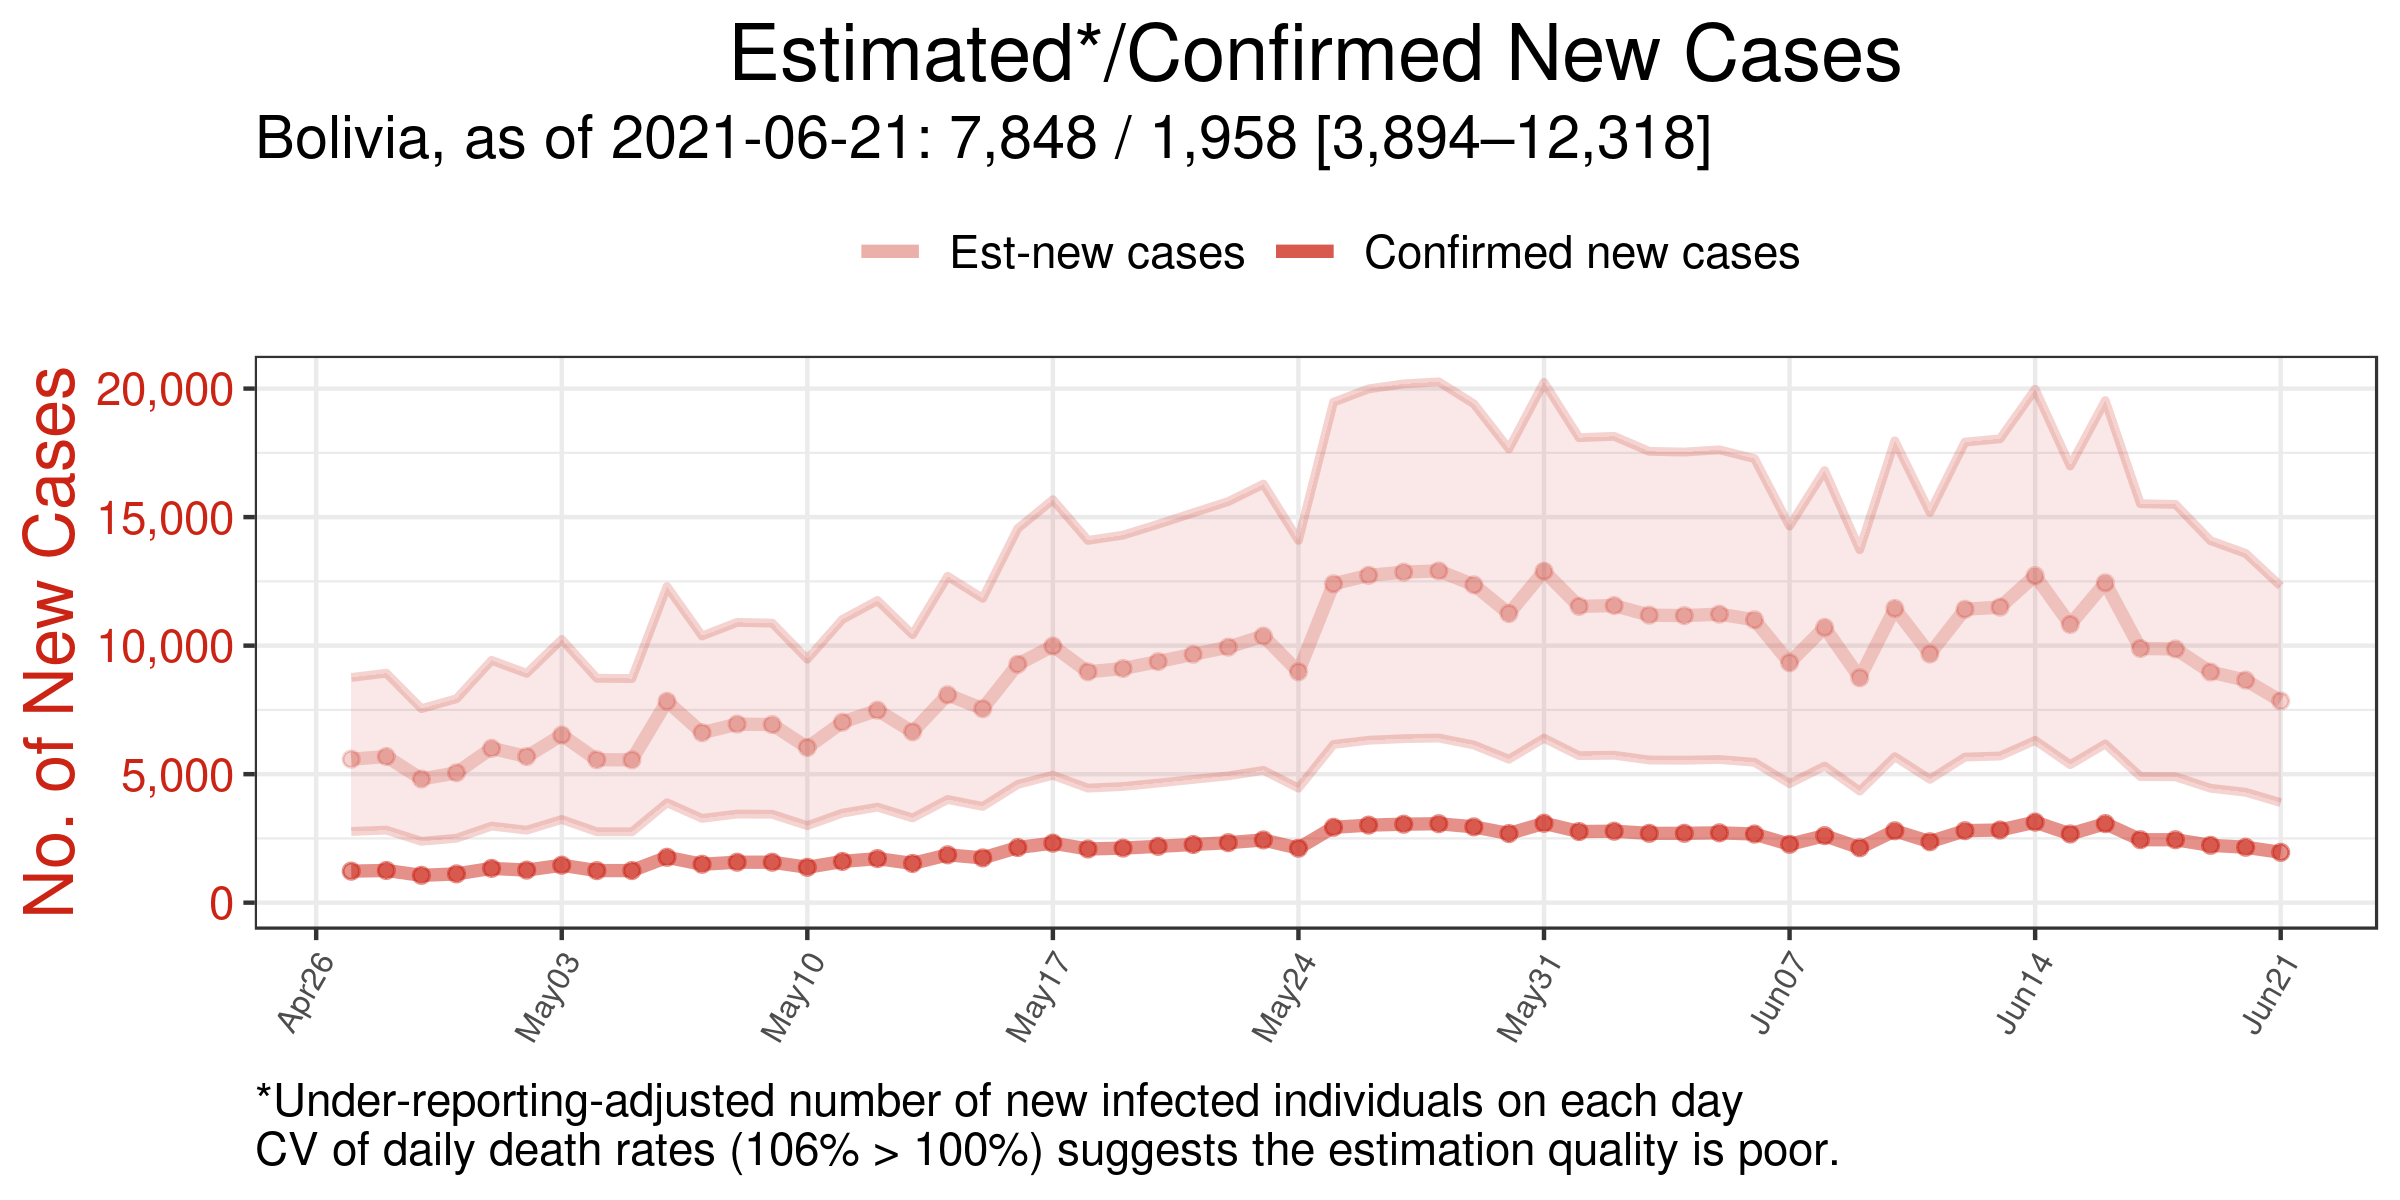 Estimated*/Confirmed New Cases
Bolivia, as of 2021-06-21: 7,848 / 1,958 [3,894–12,318]
Est-new cases
Confirmed new cases
No. of New Cases
20,000
15,000
10,000
5,000
0
Apr26
May03
May10
May17
May24
May31
Jun07
Jun14
Jun21
*Under-reporting-adjusted number of new infected individuals on each day
CV of daily death rates (106% > 100%) suggests the estimation quality is poor.